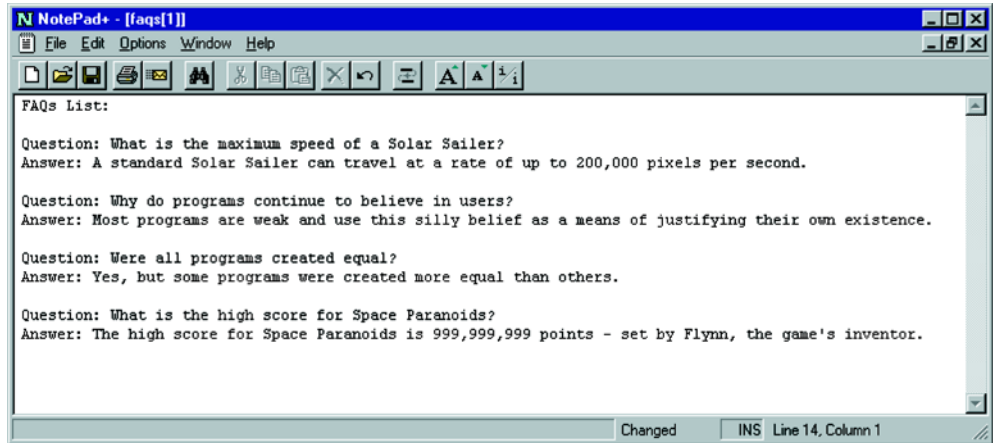 NotePad+ - [faqs[1]]
File Edit Options Window Help
FAQs List:
Question: What is the maximum speed of a Solar Sailer?
Answer: A standard Solar Sailer can travel at a rate of up to 200,000 pixels per second.
Question: Why do programs continue to believe in users?
Answer: Most programs are weak and use this silly belief as a means of justifying their own existence.
Question: Were all programs created equal?
Answer: Yes, but some programs were created more equal than others.
Question: What is the high score for Space Paranoids?
Answer: The high score for Space Paranoids is 999,999,999 points - set by Flynn, the game's inventor.
Changed INS Line 14, Column 1